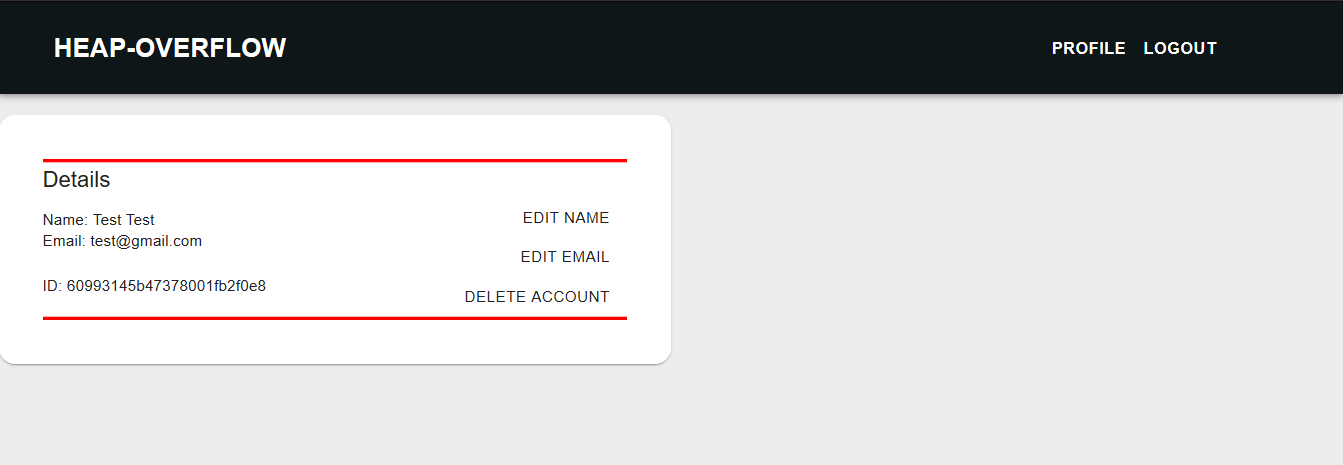 HEAP-OVERFLOW
PROFILE LOGOUT
Details
Name: Test Test
Email: test@gmail.com
ID: 60993145b47378001fb2f0e8
EDIT NAME
EDIT EMAIL
DELETE ACCOUNT